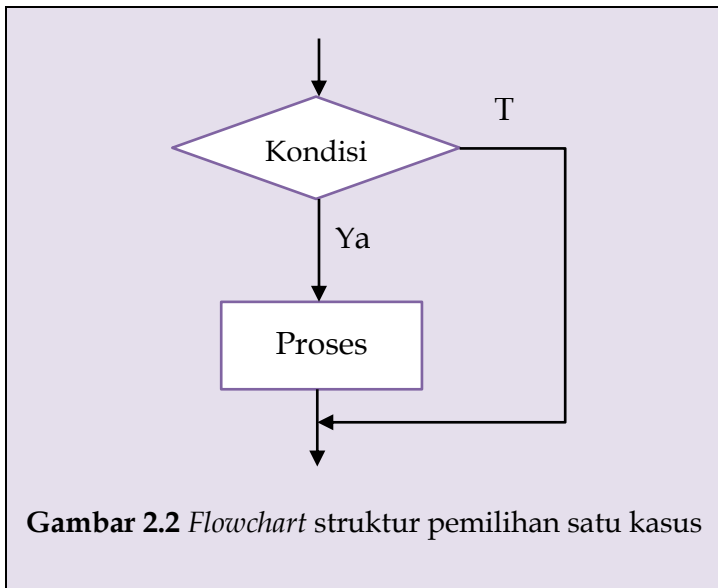 T
Kondisi
Ya
Proses
Gambar 2.2 Flowchart struktur pemilihan satu kasus